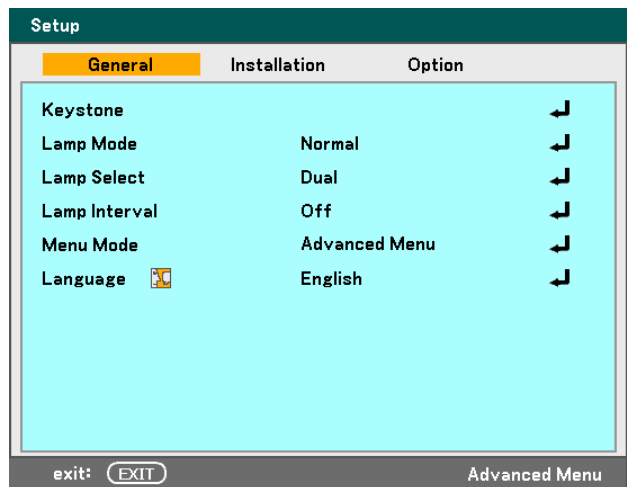 Setup
General Installation Option
Keystone
Lamp Mode Normal
Lamp Select Dual
Lamp Interval Off
Menu Mode Advanced Menu
Language English
exit: EXIT Advanced Menu